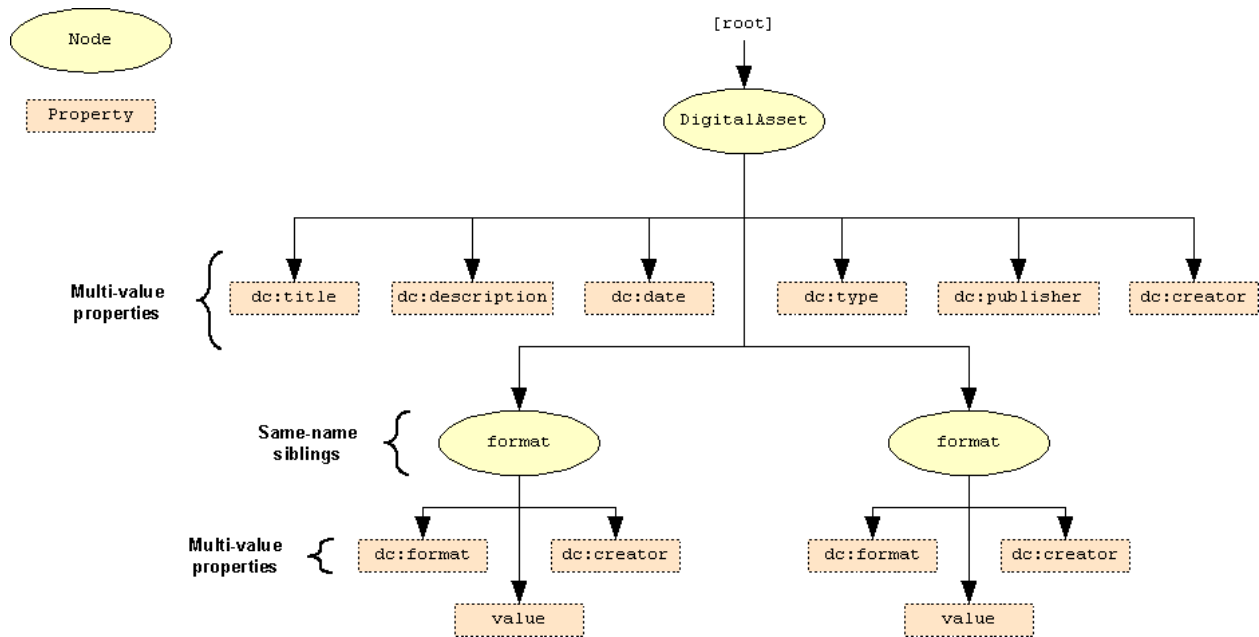 Node
[root]
Property
DigitalAsset
Multi-value
properties
dc:title dc:description dc:date dc:type dc:publisher dc:creator
Same-name
siblings
format format
Multi-value
properties
dc:format dc:creator dc:format dc:creator
value value